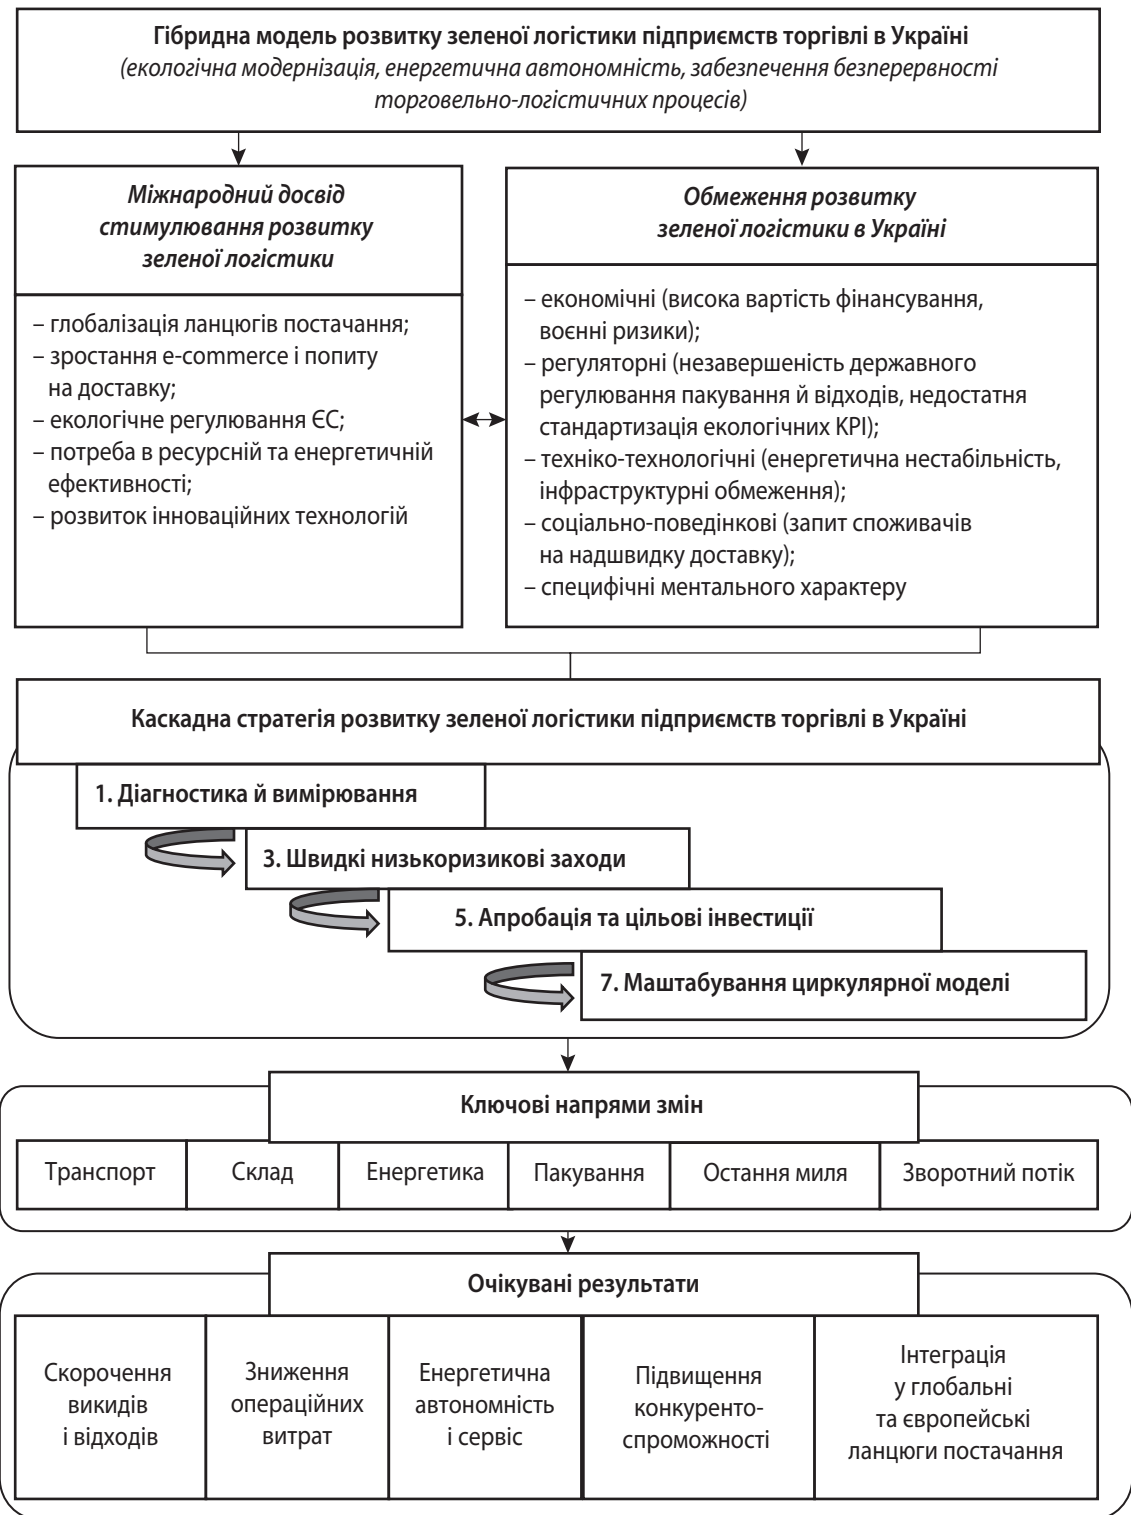 Гібридна модель розвитку зеленої логістики підприємств торгівлі в Україні
(екологічна модернізація, енергетична автономність, забезпечення безперервності
торговельно-логістичних процесів)
Міжнародний досвід
стимулювання розвитку
зеленої логістики
– глобалізація ланцюгів постачання;
– зростання e-commerce і попиту
на доставку;
– екологічне регулювання ЄС;
– потреба в ресурсній та енергетичній
ефективності;
– розвиток інноваційних технологій
Обмеження розвитку
зеленої логістики в Україні
– економічні (висока вартість фінансування,
воєнні ризики);
– регуляторні (незавершеність державного
регулювання пакування й відходів, недостатня
стандартизація екологічних KPI);
– техніко-технологічні (енергетична нестабільність,
інфраструктурні обмеження);
– соціально-поведінкові (запит споживачів
на надшвидку доставку);
– специфічні ментального характеру
Каскадна стратегія розвитку зеленої логістики підприємств торгівлі в Україні
1. Діагностика й вимірювання
3. Швидкі низькоризикові заходи
5. Апробація та цільові інвестиції
7. Маштабування циркулярної моделі
Ключові напрями змін
Транспорт
Склад
Енергетика
Пакування
Остання миля
Зворотний потік
Очікувані результати
Скорочення
викидів
і відходів
Зниження
операційних
витрат
Енергетична
автономність
і сервіс
Підвищення
конкуренто-
спроможності
Інтеграція
у глобальні
та європейські
ланцюги постачання